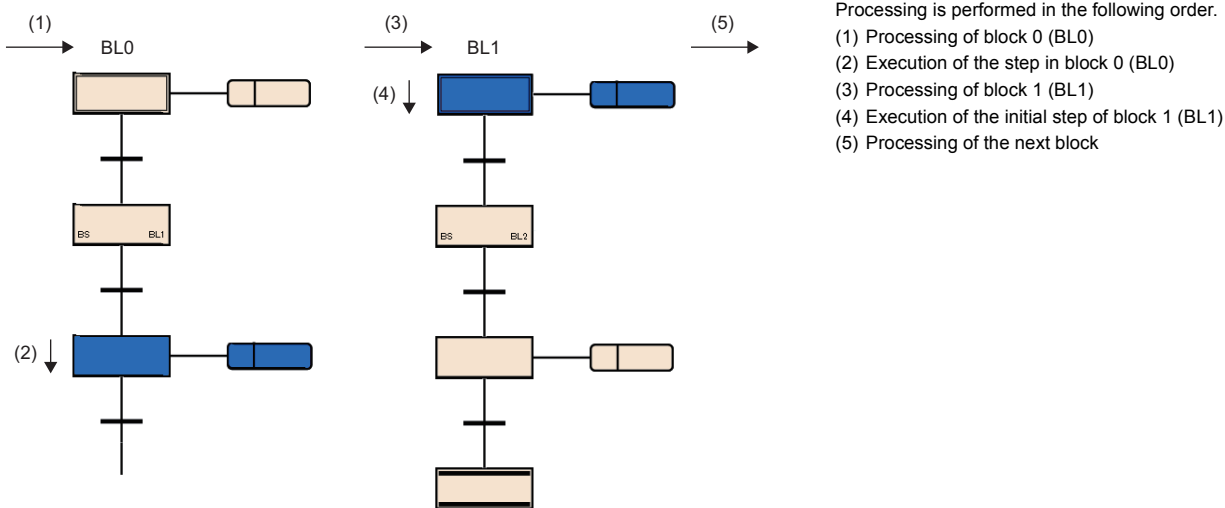 (1)
BL0
(3)
BL1
(5)
(4)
BS BL1
BS BL2
(2)
Processing is performed in the following order.
(1) Processing of block 0 (BL0)
(2) Execution of the step in block 0 (BL0)
(3) Processing of block 1 (BL1)
(4) Execution of the initial step of block 1 (BL1)
(5) Processing of the next block